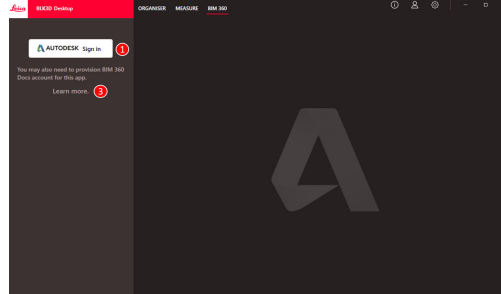 Leica BLK3D Desktop ORGANISER MEASURE BIM 360
AUTODESK Sign in 1
You may also need to provision BIM 360
Docs account for this app.
Learn more. 3